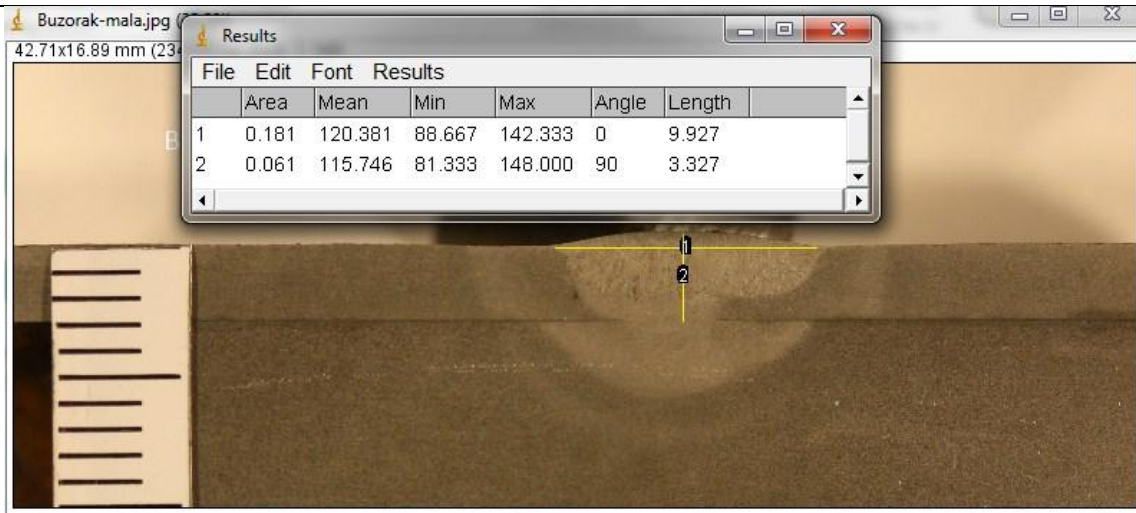 Buzorak-mala.jpg
42.71x16.89 mm (234
Results
File Edit Font Results
Area Mean Min Max Angle Length
1 0.181 120.381 88.667 142.333 0 9.927
2 0.061 115.746 81.333 148.000 90 3.327
B
1
2